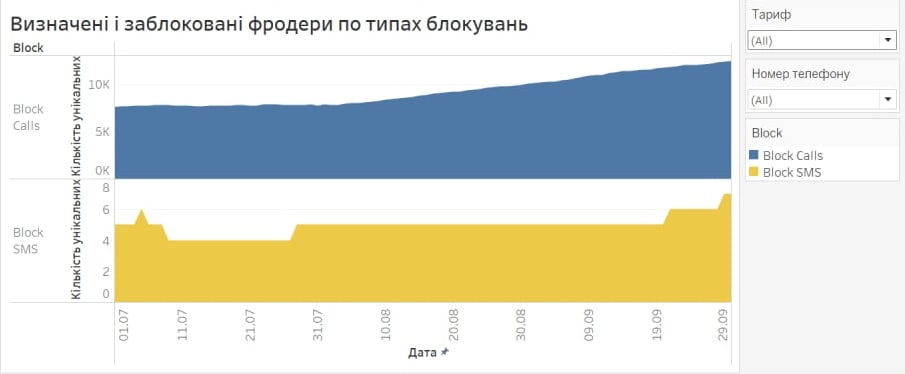 Визначені і заблоковані фродери по типах блокувань
Block
Block
Calls
Кількість унікальних
10K
5K
0K
Block
SMS
Кількість унікальних
8
6
4
2
0
01.07
11.07
21.07
31.07
10.08
20.08
30.08
09.09
19.09
29.09
Дата
Тариф
(All)
Номер телефону
(All)
Block
Block Calls
Block SMS